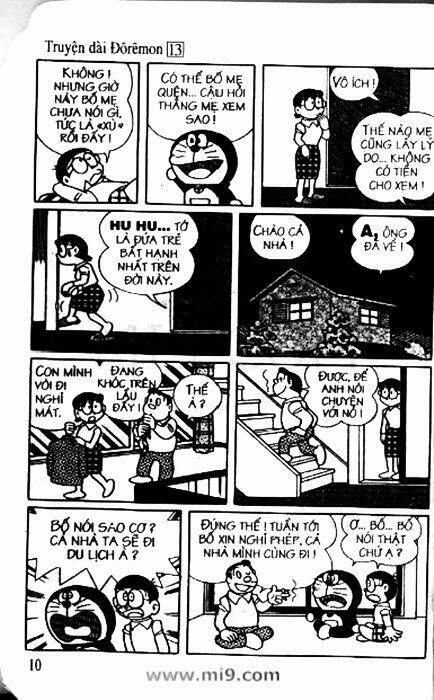 Truyện dài Đôrêmon 13
KHÔNG!
NHƯNG GIỜ
NÀY BỐ MẸ
CHƯA NÓI GÌ,
TỨC LÀ «XÙ»
RỒI ĐẤY!
CÓ THỂ BỐ MẸ
QUÊN... CẬU HỎI
THẲNG MẸ XEM
SAO!
VÔ ÍCH!
THẾ NÀO MẸ
CŨNG LẤY LÝ
DO... KHÔNG
CÓ TIỀN
CHO XEM!
HU HU... TỚ
LÀ ĐỨA TRẺ
BẤT HẠNH
NHẤT TRÊN
ĐỜI NÀY.
CHÀO CẢ
NHÀ!
A, ÔNG
ĐÃ VỀ!
CON MÌNH
VÒI ĐI
NGHỈ
MÁT.
ĐANG
KHÓC TRÊN
LẦU
ĐẤY!
THẾ
À?
ĐƯỢC, ĐỂ
ANH NÓI
CHUYỆN
VỚI NÓ!
BỐ NÓI SAO CƠ?
CẢ NHÀ TA SẼ ĐI
DU LỊCH À?
ĐÚNG THẾ! TUẦN TỚI
BỐ XIN NGHỈ PHÉP. CẢ
NHÀ MÌNH CÙNG ĐI!
Ơ... BỐ... BỐ
NÓI THẬT
CHỨ Ạ?
10
www.mi9.com